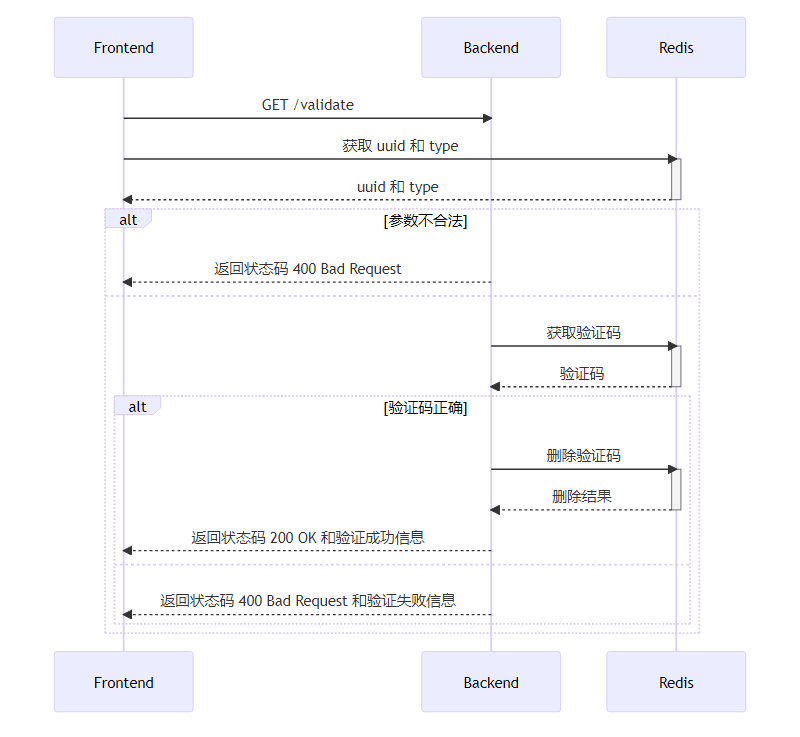 Frontend
Backend
Redis
GET /validate
获取 uuid 和 type
uuid 和 type
alt
[参数不合法]
返回状态码 400 Bad Request
获取验证码
验证码
alt
[验证码正确]
删除验证码
删除结果
返回状态码 200 OK 和验证成功信息
返回状态码 400 Bad Request 和验证失败信息
Frontend
Backend
Redis